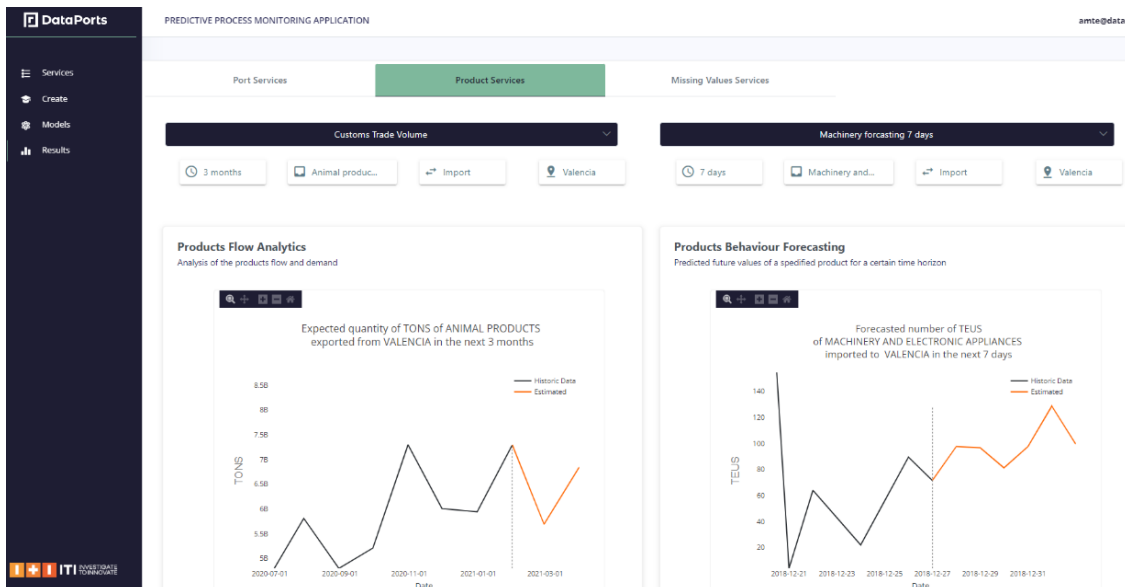 DataPorts
PREDICTIVE PROCESS MONITORING APPLICATION
amte@data
Services
Create
Models
Results
Port Services
Product Services
Missing Values Services
Customs Trade Volume
Machinery forcasting 7 days
3 months
Animal produc...
Import
Valencia
7 days
Machinery and...
Import
Valencia
Products Flow Analytics
Analysis of the products flow and demand
Expected quantity of TONS of ANIMAL PRODUCTS
exported from VALENCIA in the next 3 months
Historic Data
Estimated
8.5B
8B
7.5B
7B
6.5B
6B
5.5B
5B
TONS
2020-07-01
2020-09-01
2020-11-01
2021-01-01
2021-03-01
Date
Products Behaviour Forecasting
Predicted future values of a specified product for a certain time horizon
Forecasted number of TEUS
of MACHINERY AND ELECTRONIC APPLIANCES
imported to VALENCIA in the next 7 days
Historic Data
Estimated
140
120
100
80
60
40
20
TEUS
2018-12-21
2018-12-23
2018-12-25
2018-12-27
2018-12-29
2018-12-31
Date
ITI
INVESTIGATE
TO INNOVATE